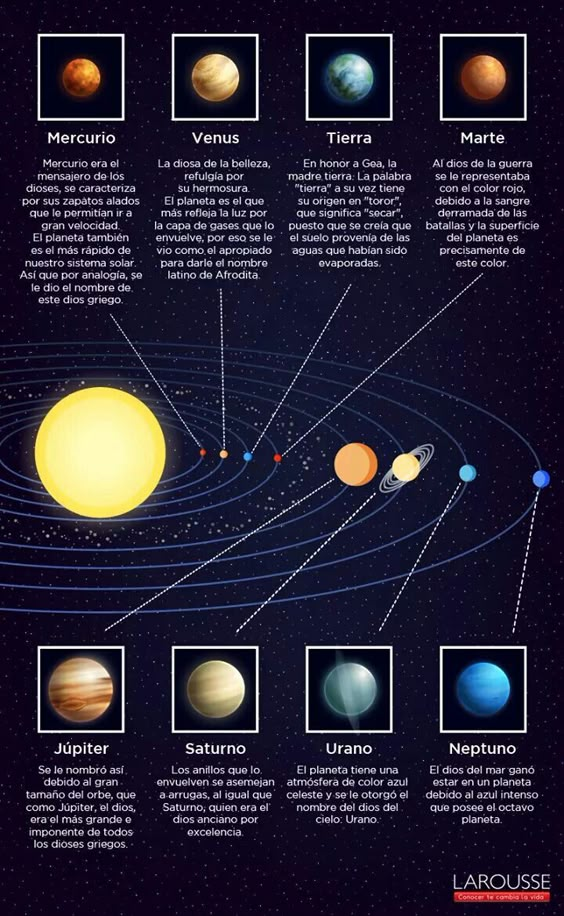 Mercurio
Mercurio era el
mensajero de los
dioses, se caracteriza
por sus zapatos alados
que le permitían ir a
gran velocidad.
El planeta también
es el más rápido de
nuestro sistema solar.
Así que por analogía, se
le dio el nombre de
este dios griego.
Venus
La diosa de la belleza,
refulgía por
su hermosura.
El planeta es el que
más refleja la luz por
la capa de gases que lo
envuelve, por eso se le
vio como el apropiado
para darle el nombre
latino de Afrodita.
Tierra
En honor a Gea, la
madre tierra. La palabra
"tierra" a su vez tiene
su origen en "toror",
que significa "secar",
puesto que se creía que
el suelo provenía de las
aguas que habían sido
evaporadas.
Marte
Al dios de la guerra
se le representaba
con el color rojo,
debido a la sangre
derramada de las
batallas y la superficie
del planeta es
precisamente de
este color.
Júpiter
Se le nombró así
debido al gran
tamaño del orbe, que
como Júpiter, el dios,
era el más grande e
imponente de todos
los dioses griegos.
Saturno
Los anillos que lo
envuelven se asemejan
a arrugas, al igual que
Saturno, quien era el
dios anciano por
excelencia.
Urano
El planeta tiene una
atmósfera de color azul
celeste y se le otorgó el
nombre del dios del
cielo: Urano.
Neptuno
El dios del mar ganó
estar en un planeta
debido al azul intenso
que posee el octavo
planeta.
LAROUSSE
Conocer te cambia la vida